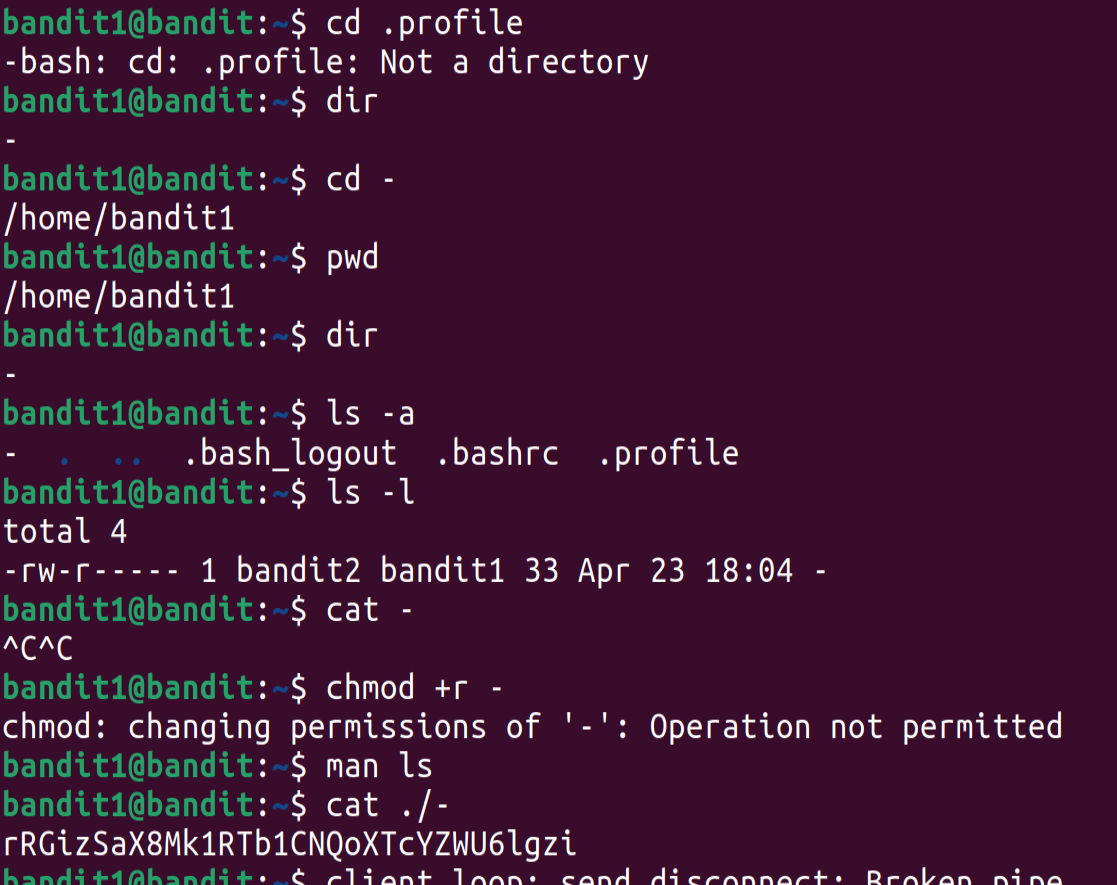 bandit1@bandit:~$ cd .profile
-bash: cd: .profile: Not a directory
bandit1@bandit:~$ dir
-
bandit1@bandit:~$ cd -
/home/bandit1
bandit1@bandit:~$ pwd
/home/bandit1
bandit1@bandit:~$ dir
-
bandit1@bandit:~$ ls -a
-  .  ..  .bash_logout  .bashrc  .profile
bandit1@bandit:~$ ls -l
total 4
-rw-r----- 1 bandit2 bandit1 33 Apr 23 18:04 -
bandit1@bandit:~$ cat -
^C^C
bandit1@bandit:~$ chmod +r -
chmod: changing permissions of '-': Operation not permitted
bandit1@bandit:~$ man ls
bandit1@bandit:~$ cat ./-
rRGizSaX8Mk1RTb1CNQoXTcYZWU6lgzi
bandit1@bandit:~$ client_loop: send disconnect: Broken pipe